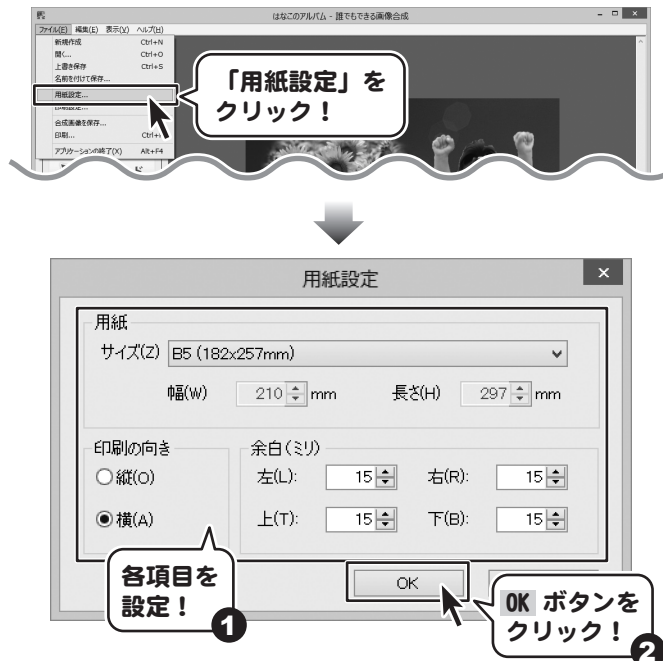 はなこのアルバム - 誰でもできる画像合成
ファイル(F) 編集(E) 表示(V) ヘルプ(H)
新規作成 Ctrl+N
開く... Ctrl+O
上書き保存 Ctrl+S
名前を付けて保存...
用紙設定...
印刷設定...
合成画像を保存...
印刷... Ctrl+
アプリケーションの終了(X) Alt+F4
「用紙設定」を
クリック！
用紙設定
用紙
サイズ(Z) B5 (182x257mm)
幅(W) 210 mm 長さ(H) 297 mm
印刷の向き 余白(ミリ)
縦(O) 左(L): 15 右(R): 15
横(A) 上(T): 15 下(B): 15
各項目を
設定！
1
OK
OK ボタンを
クリック！
2